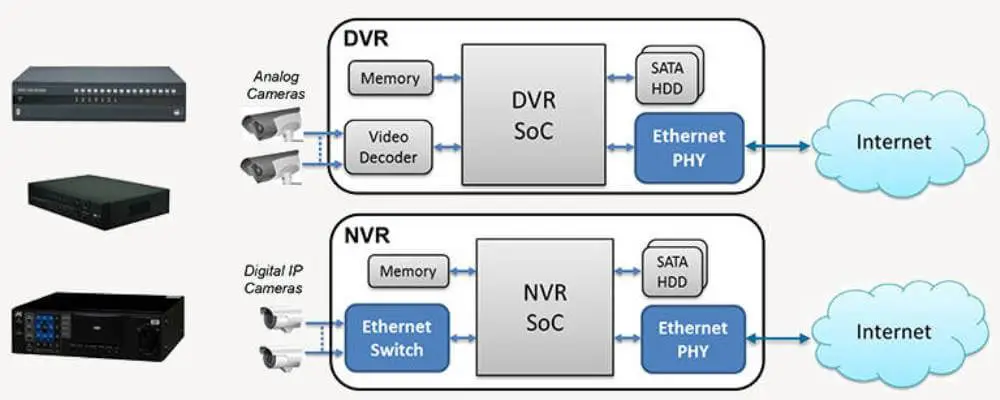 DVR
Analog
Cameras
Memory
Video
Decoder
DVR
SoC
SATA
HDD
Ethernet
PHY
Internet
NVR
Digital IP
Cameras
Memory
Ethernet
Switch
NVR
SoC
SATA
HDD
Ethernet
PHY
Internet